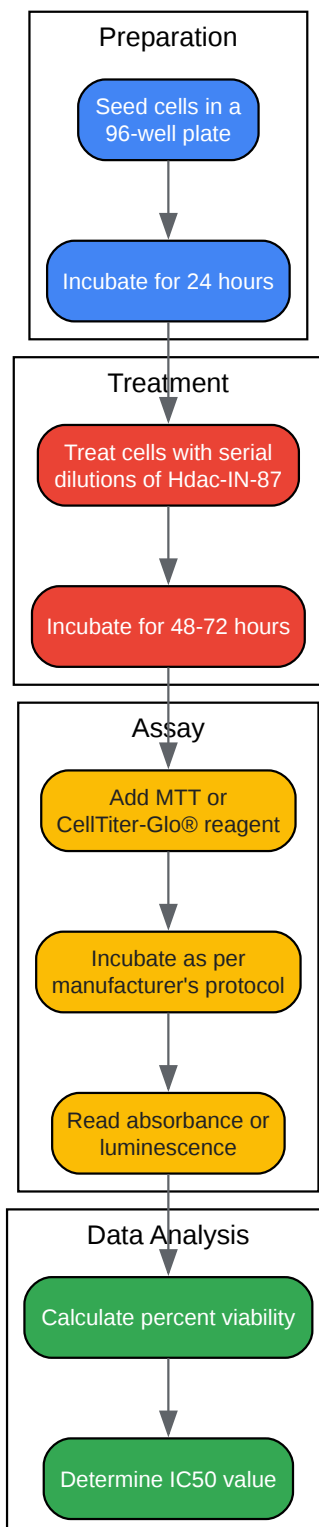 Preparation
Seed cells in a
96-well plate
Incubate for 24 hours
Treatment
Treat cells with serial
dilutions of Hdac-IN-87
Incubate for 48-72 hours
Assay
Add MTT or
CellTiter-Glo® reagent
Incubate as per
manufacturer's protocol
Read absorbance or
luminescence
Data Analysis
Calculate percent viability
Determine IC50 value